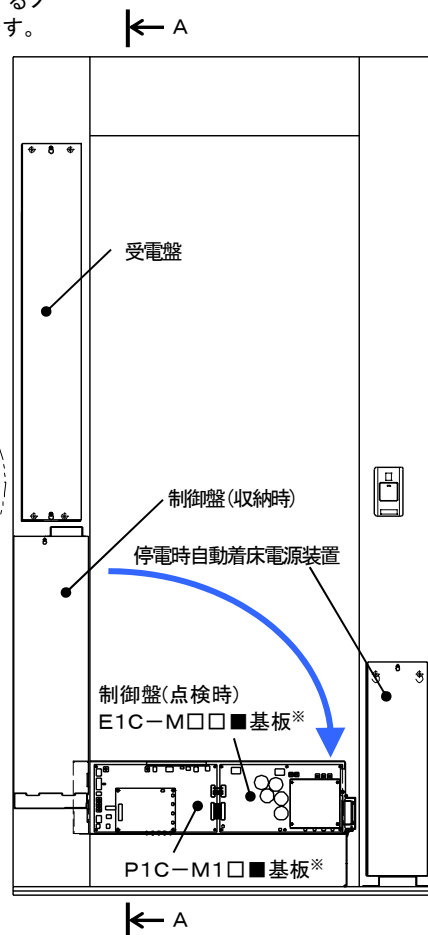 るノ
す。
A
受電盤
制御盤(収納時)
停電時自動着床電源装置
制御盤(点検時)
E1C－M□□■基板※
P1C－M1□■基板※
A